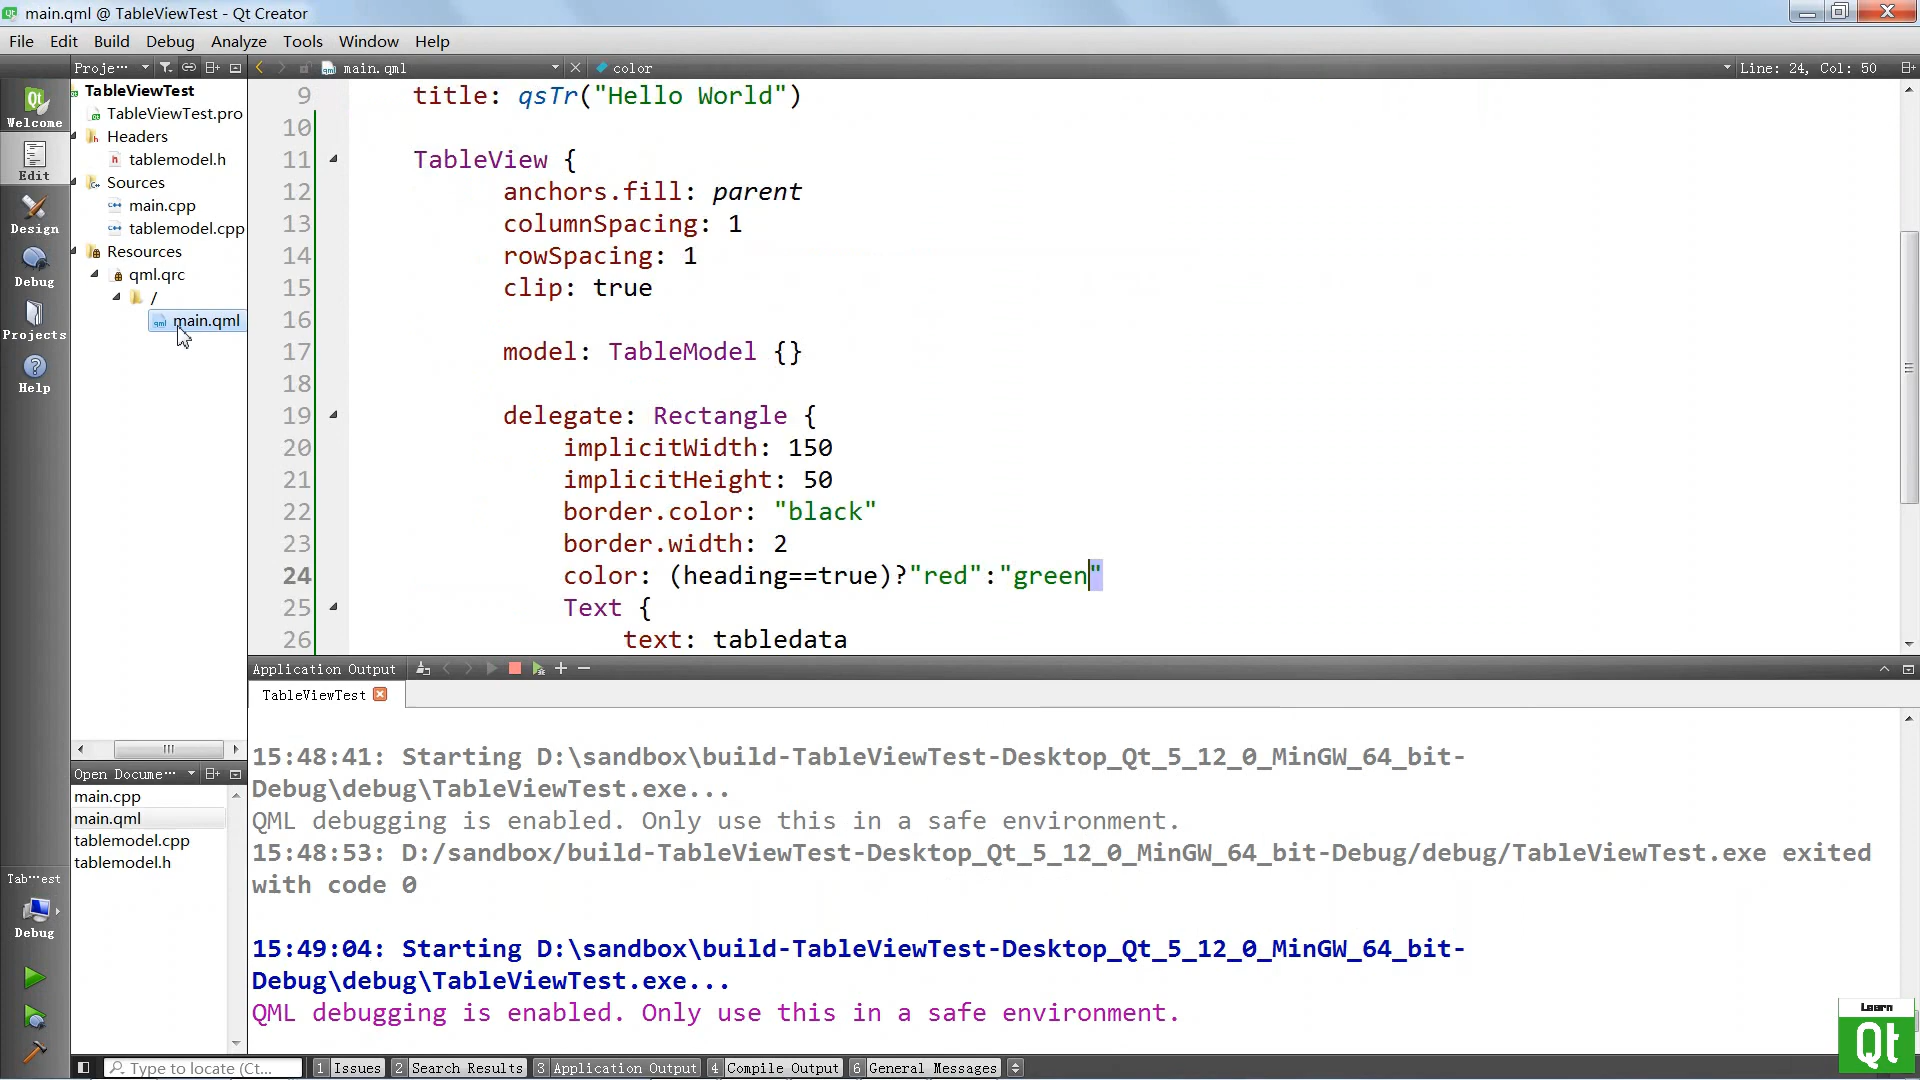 main.qml @ TableViewTest - Qt Creator
File Edit Build Debug Analyze Tools Window Help
Proje··· main.qml color Line: 24, Col: 50
TableViewTest
TableViewTest.pro
Headers
tablemodel.h
Sources
main.cpp
tablemodel.cpp
Resources
qml.qrc
/
main.qml
Welcome
Edit
Design
Debug
Projects
Help
9 title: qsTr("Hello World")
10
11 TableView {
12 anchors.fill: parent
13 columnSpacing: 1
14 rowSpacing: 1
15 clip: true
16
17 model: TableModel {}
18
19 delegate: Rectangle {
20 implicitWidth: 150
21 implicitHeight: 50
22 border.color: "black"
23 border.width: 2
24 color: (heading==true)?"red":"green"
25 Text {
26 text: tabledata
Application Output
TableViewTest
15:48:41: Starting D:\sandbox\build-TableViewTest-Desktop_Qt_5_12_0_MinGW_64_bit-
Debug\debug\TableViewTest.exe...
QML debugging is enabled. Only use this in a safe environment.
15:48:53: D:/sandbox/build-TableViewTest-Desktop_Qt_5_12_0_MinGW_64_bit-Debug/debug/TableViewTest.exe exited
with code 0
15:49:04: Starting D:\sandbox\build-TableViewTest-Desktop_Qt_5_12_0_MinGW_64_bit-
Debug\debug\TableViewTest.exe...
QML debugging is enabled. Only use this in a safe environment.
Open Docume···
main.cpp
main.qml
tablemodel.cpp
tablemodel.h
Tab···est
Debug
Type to locate (Ct... 1 Issues 2 Search Results 3 Application Output 4 Compile Output 6 General Messages
Learn
Qt